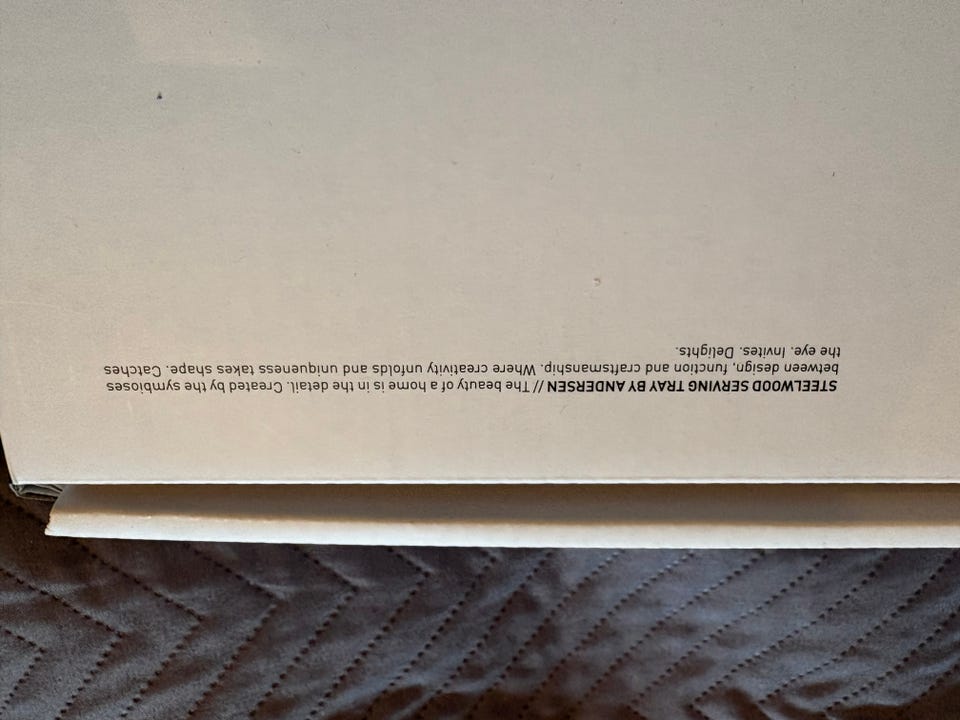 STEELWOOD SERVING TRAY BY ANDERSEN // The beauty of a home is in the detail. Created by the symbioses
between design, function and craftsmanship. Where creativity unfolds and uniqueness takes shape. Catches
the eye. Invites. Delights.